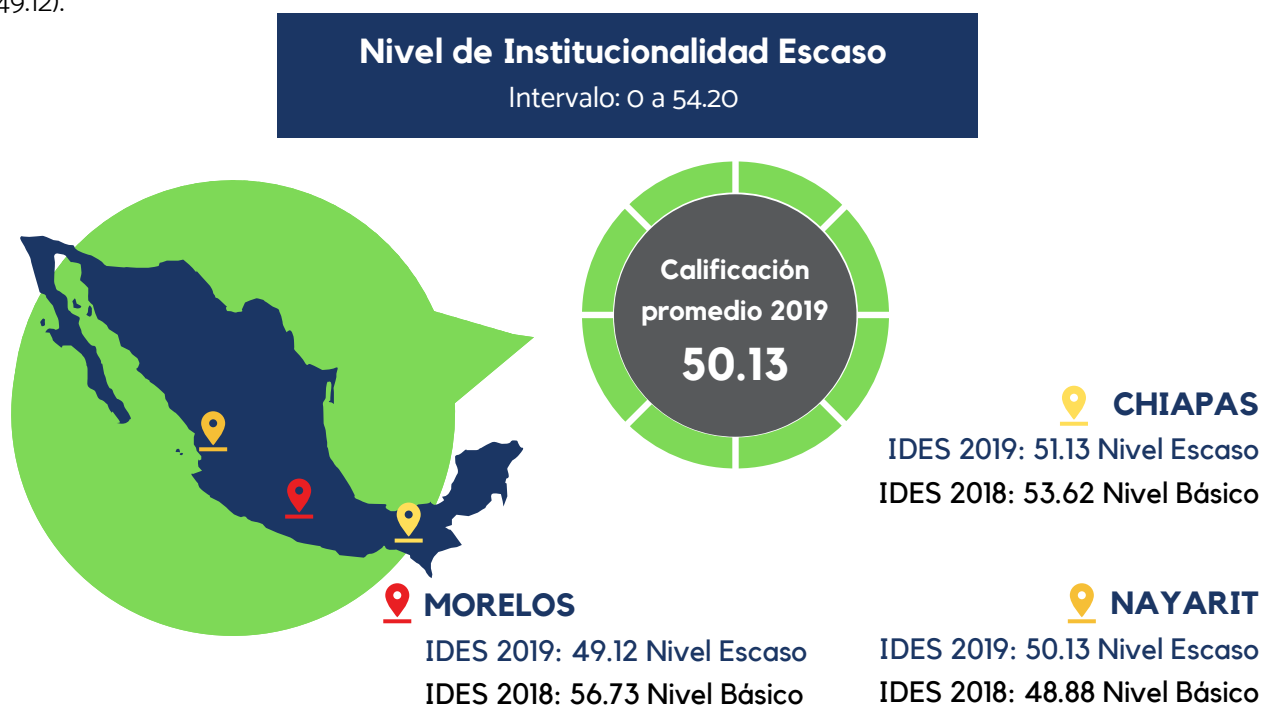 49.12).
Nivel de Institucionalidad Escaso
Intervalo: 0 a 54.20
Calificación
promedio 2019
50.13
CHIAPAS
IDES 2019: 51.13 Nivel Escaso
IDES 2018: 53.62 Nivel Básico
MORELOS
IDES 2019: 49.12 Nivel Escaso
IDES 2018: 56.73 Nivel Básico
NAYARIT
IDES 2019: 50.13 Nivel Escaso
IDES 2018: 48.88 Nivel Básico